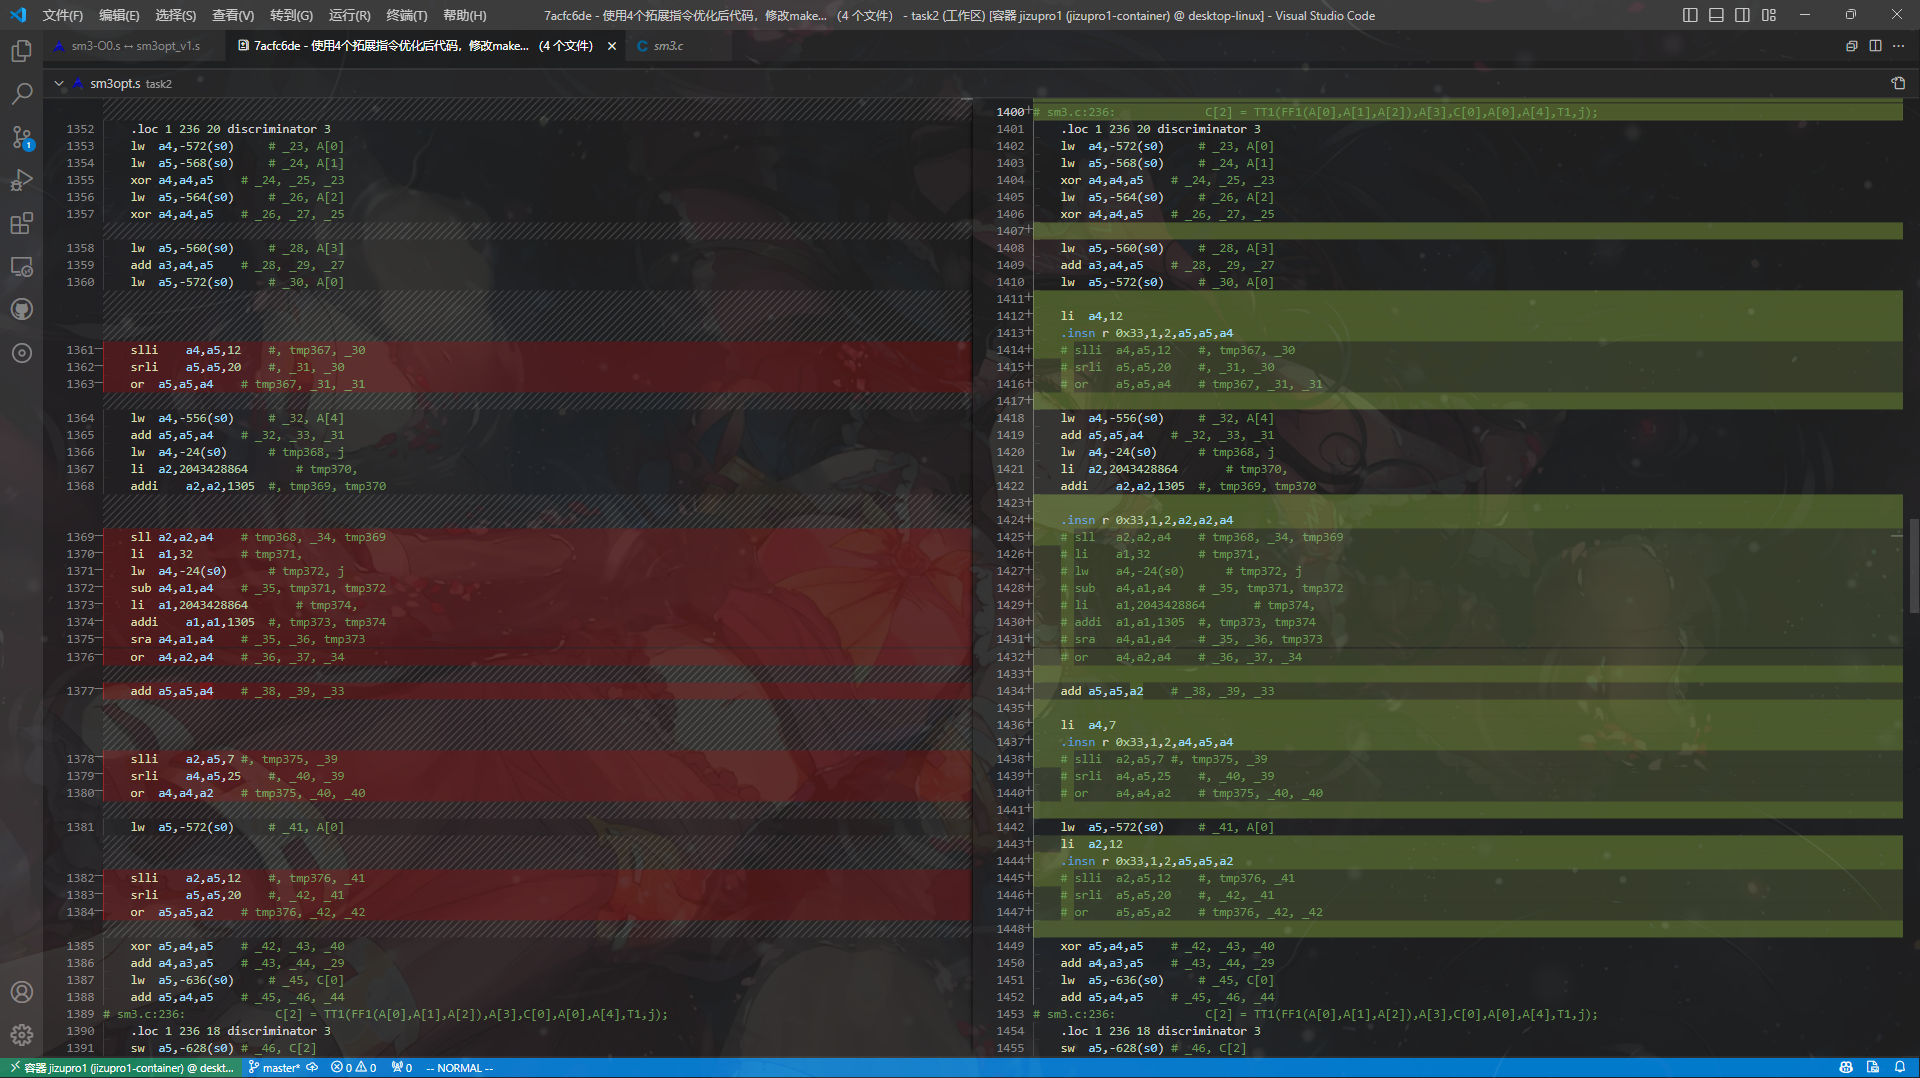 文件(F) 编辑(E) 选择(S) 查看(V) 转到(G) 运行(R) 终端(T) 帮助(H)
7acfc6de - 使用4个拓展指令优化后代码，修改make... (4 个文件) - task2 (工作区) [容器 jizupro1 (jizupro1-container) @ desktop-linux] - Visual Studio Code
sm3-O0.s ↔ sm3opt_v1.s
7acfc6de - 使用4个拓展指令优化后代码，修改make... (4 个文件)
C sm3.c
sm3opt.s task2
1352 .loc 1 236 20 discriminator 3
1353 lw a4,-572(s0) # _23, A[0]
1354 lw a5,-568(s0) # _24, A[1]
1355 xor a4,a4,a5 # _24, _25, _23
1356 lw a5,-564(s0) # _26, A[2]
1357 xor a4,a4,a5 # _26, _27, _25
1358 lw a5,-560(s0) # _28, A[3]
1359 add a3,a4,a5 # _28, _29, _27
1360 lw a5,-572(s0) # _30, A[0]
1361 slli a4,a5,12 #, tmp367, _30
1362 srli a5,a5,20 #, _31, _30
1363 or a5,a5,a4 # tmp367, _31, _31
1364 lw a4,-556(s0) # _32, A[4]
1365 add a5,a5,a4 # _32, _33, _31
1366 lw a4,-24(s0) # tmp368, j
1367 li a2,2043428864 # tmp370,
1368 addi a2,a2,1305 #, tmp369, tmp370
1369 sll a2,a2,a4 # tmp368, _34, tmp369
1370 li a1,32 # tmp371,
1371 lw a4,-24(s0) # tmp372, j
1372 sub a4,a1,a4 # _35, tmp371, tmp372
1373 li a1,2043428864 # tmp374,
1374 addi a1,a1,1305 #, tmp373, tmp374
1375 sra a4,a1,a4 # _35, _36, tmp373
1376 or a4,a2,a4 # _36, _37, _34
1377 add a5,a5,a4 # _38, _39, _33
1378 slli a2,a5,7 #, tmp375, _39
1379 srli a4,a5,25 #, _40, _39
1380 or a4,a4,a2 # tmp375, _40, _40
1381 lw a5,-572(s0) # _41, A[0]
1382 slli a2,a5,12 #, tmp376, _41
1383 srli a5,a5,20 #, _42, _41
1384 or a5,a5,a2 # tmp376, _42, _42
1385 xor a5,a4,a5 # _42, _43, _40
1386 add a4,a3,a5 # _43, _44, _29
1387 lw a5,-636(s0) # _45, C[0]
1388 add a5,a4,a5 # _45, _46, _44
1389 # sm3.c:236: C[2] = TT1(FF1(A[0],A[1],A[2]),A[3],C[0],A[0],A[4],T1,j);
1390 .loc 1 236 18 discriminator 3
1391 sw a5,-628(s0) # _46, C[2]
1400+ # sm3.c:236: C[2] = TT1(FF1(A[0],A[1],A[2]),A[3],C[0],A[0],A[4],T1,j);
1401 .loc 1 236 20 discriminator 3
1402 lw a4,-572(s0) # _23, A[0]
1403 lw a5,-568(s0) # _24, A[1]
1404 xor a4,a4,a5 # _24, _25, _23
1405 lw a5,-564(s0) # _26, A[2]
1406 xor a4,a4,a5 # _26, _27, _25
1407+
1408 lw a5,-560(s0) # _28, A[3]
1409 add a3,a4,a5 # _28, _29, _27
1410 lw a5,-572(s0) # _30, A[0]
1411+
1412+ li a4,12
1413+ .insn r 0x33,1,2,a5,a5,a4
1414+ # slli a4,a5,12 #, tmp367, _30
1415+ # srli a5,a5,20 #, _31, _30
1416+ # or a5,a5,a4 # tmp367, _31, _31
1417+
1418 lw a4,-556(s0) # _32, A[4]
1419 add a5,a5,a4 # _32, _33, _31
1420 lw a4,-24(s0) # tmp368, j
1421 li a2,2043428864 # tmp370,
1422 addi a2,a2,1305 #, tmp369, tmp370
1423+
1424+ .insn r 0x33,1,2,a2,a2,a4
1425+ # sll a2,a2,a4 # tmp368, _34, tmp369
1426+ # li a1,32 # tmp371,
1427+ # lw a4,-24(s0) # tmp372, j
1428+ # sub a4,a1,a4 # _35, tmp371, tmp372
1429+ # li a1,2043428864 # tmp374,
1430+ # addi a1,a1,1305 #, tmp373, tmp374
1431+ # sra a4,a1,a4 # _35, _36, tmp373
1432+ # or a4,a2,a4 # _36, _37, _34
1433+
1434+ add a5,a5,a2 # _38, _39, _33
1435+
1436+ li a4,7
1437+ .insn r 0x33,1,2,a4,a5,a4
1438+ # slli a2,a5,7 #, tmp375, _39
1439+ # srli a4,a5,25 #, _40, _39
1440+ # or a4,a4,a2 # tmp375, _40, _40
1441+
1442 lw a5,-572(s0) # _41, A[0]
1443+ li a2,12
1444+ .insn r 0x33,1,2,a5,a5,a2
1445+ # slli a2,a5,12 #, tmp376, _41
1446+ # srli a5,a5,20 #, _42, _41
1447+ # or a5,a5,a2 # tmp376, _42, _42
1448+
1449 xor a5,a4,a5 # _42, _43, _40
1450 add a4,a3,a5 # _43, _44, _29
1451 lw a5,-636(s0) # _45, C[0]
1452 add a5,a4,a5 # _45, _46, _44
1453 # sm3.c:236: C[2] = TT1(FF1(A[0],A[1],A[2]),A[3],C[0],A[0],A[4],T1,j);
1454 .loc 1 236 18 discriminator 3
1455 sw a5,-628(s0) # _46, C[2]
1
容器 jizupro1 (jizupro1-container) @ deskt... master* 0 0 0 -- NORMAL --